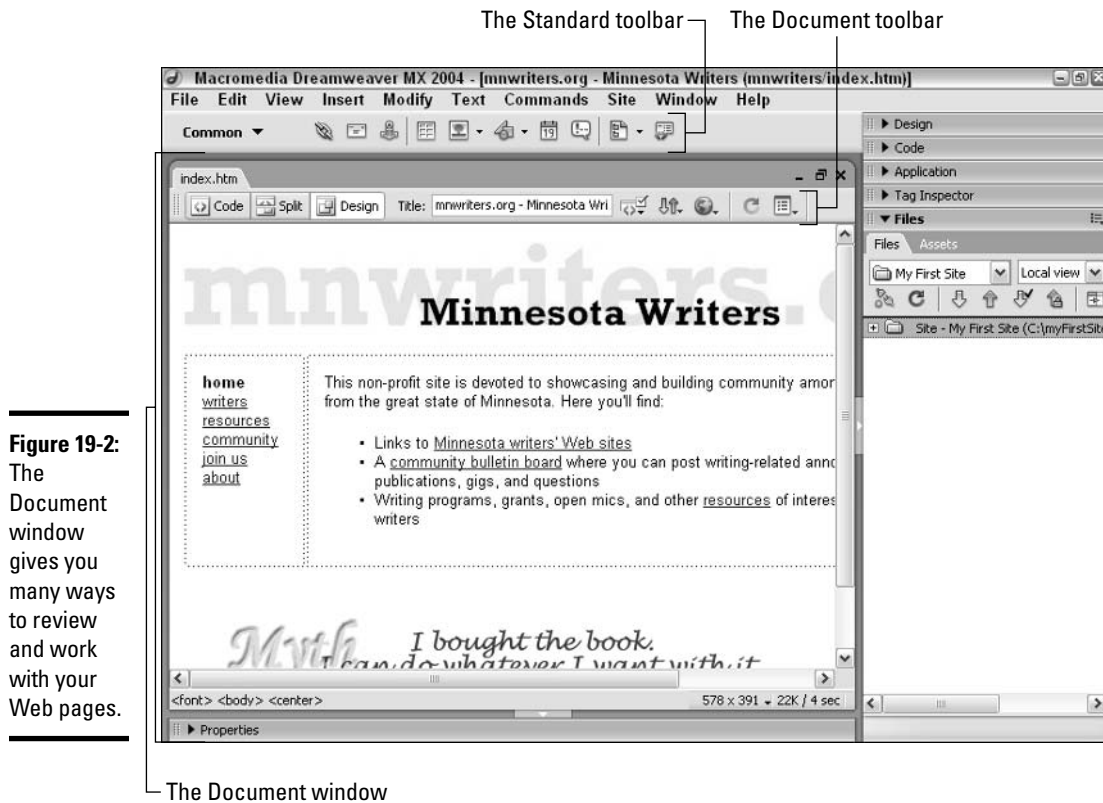 The Standard toolbar
The Document toolbar
Macromedia Dreamweaver MX 2004 - [mnwriters.org - Minnesota Writers (mnwriters/index.htm)]
File Edit View Insert Modify Text Commands Site Window Help
Common
19
index.htm
Code Split Design Title: mnwriters.org - Minnesota Wri
mnwriters.
Minnesota Writers
home
writers
resources
community
join us
about
This non-profit site is devoted to showcasing and building community amor
from the great state of Minnesota. Here you'll find:
▪ Links to Minnesota writers' Web sites
▪ A community bulletin board where you can post writing-related anno
publications, gigs, and questions
▪ Writing programs, grants, open mics, and other resources of interes
writers
Myth
I bought the book.
I can do whatever I want with it
<font> <body> <center>
578 x 391 22K / 4 sec
Properties
Design
Code
Application
Tag Inspector
Files
Files Assets
My First Site Local view
Site - My First Site (C:\myFirstSite
Figure 19-2:
The
Document
window
gives you
many ways
to review
and work
with your
Web pages.
The Document window